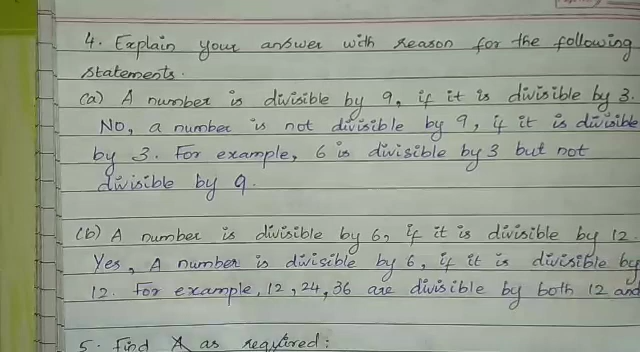 4. Explain your answer with reason for the following
statements.
(a) A number is divisible by 9, if it is divisible by 3.
No, a number is not divisible by 9, if it is divisible
by 3. For example, 6 is divisible by 3 but not
divisible by 9.
(b) A number is divisible by 6, if it is divisible by 12.
Yes, A number is divisible by 6, if it is divisible by
12. For example, 12, 24, 36 are divisible by both 12 and
5. Find X as required: